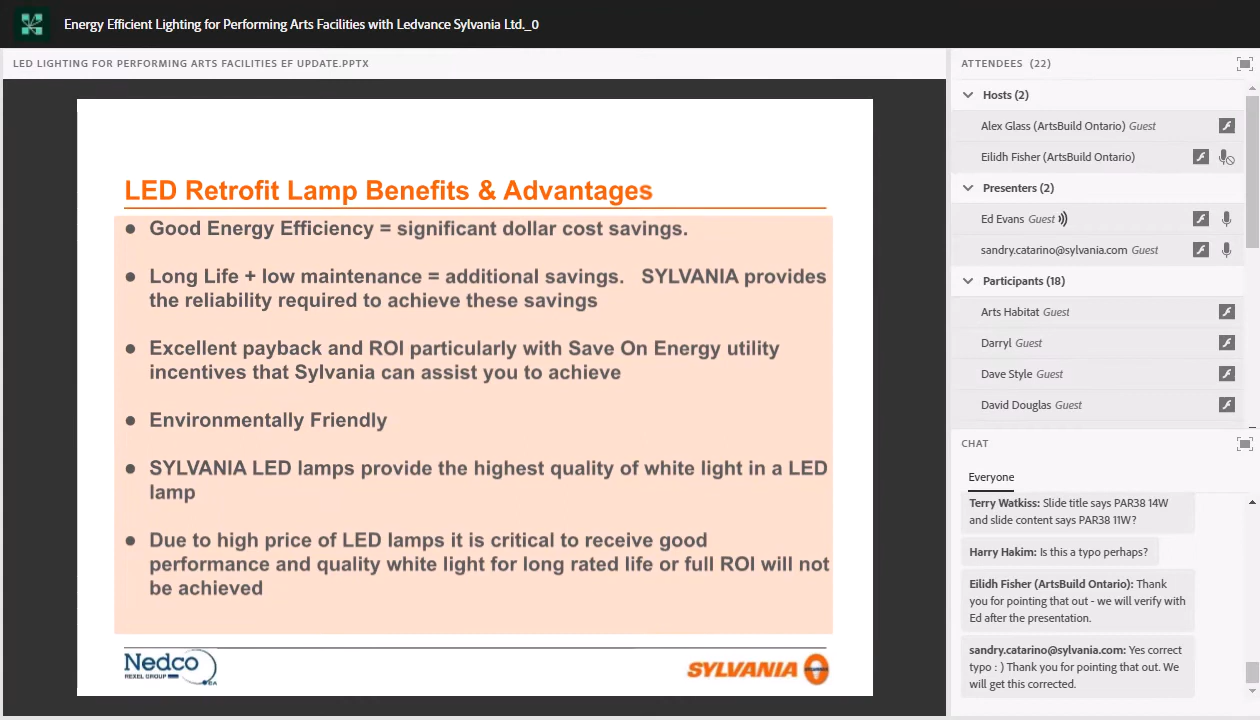 Energy Efficient Lighting for Performing Arts Facilities with Ledvance Sylvania Ltd._0
LED LIGHTING FOR PERFORMING ARTS FACILITIES EF UPDATE.PPTX
LED Retrofit Lamp Benefits & Advantages
● Good Energy Efficiency = significant dollar cost savings.
● Long Life + low maintenance = additional savings. SYLVANIA provides
the reliability required to achieve these savings
● Excellent payback and ROI particularly with Save On Energy utility
incentives that Sylvania can assist you to achieve
● Environmentally Friendly
● SYLVANIA LED lamps provide the highest quality of white light in a LED
lamp
● Due to high price of LED lamps it is critical to receive good
performance and quality white light for long rated life or full ROI will not
be achieved
Nedco
REXEL GROUP
SYLVANIA
ATTENDEES (22)
Hosts (2)
Alex Glass (ArtsBuild Ontario) Guest
Eilidh Fisher (ArtsBuild Ontario)
Presenters (2)
Ed Evans Guest
sandry.catarino@sylvania.com Guest
Participants (18)
Arts Habitat Guest
Darryl Guest
Dave Style Guest
David Douglas Guest
CHAT
Everyone
Terry Watkiss: Slide title says PAR38 14W
and slide content says PAR38 11W?
Harry Hakim: Is this a typo perhaps?
Eilidh Fisher (ArtsBuild Ontario): Thank
you for pointing that out - we will verify with
Ed after the presentation.
sandry.catarino@sylvania.com: Yes correct
typo : ) Thank you for pointing that out. We
will get this corrected.